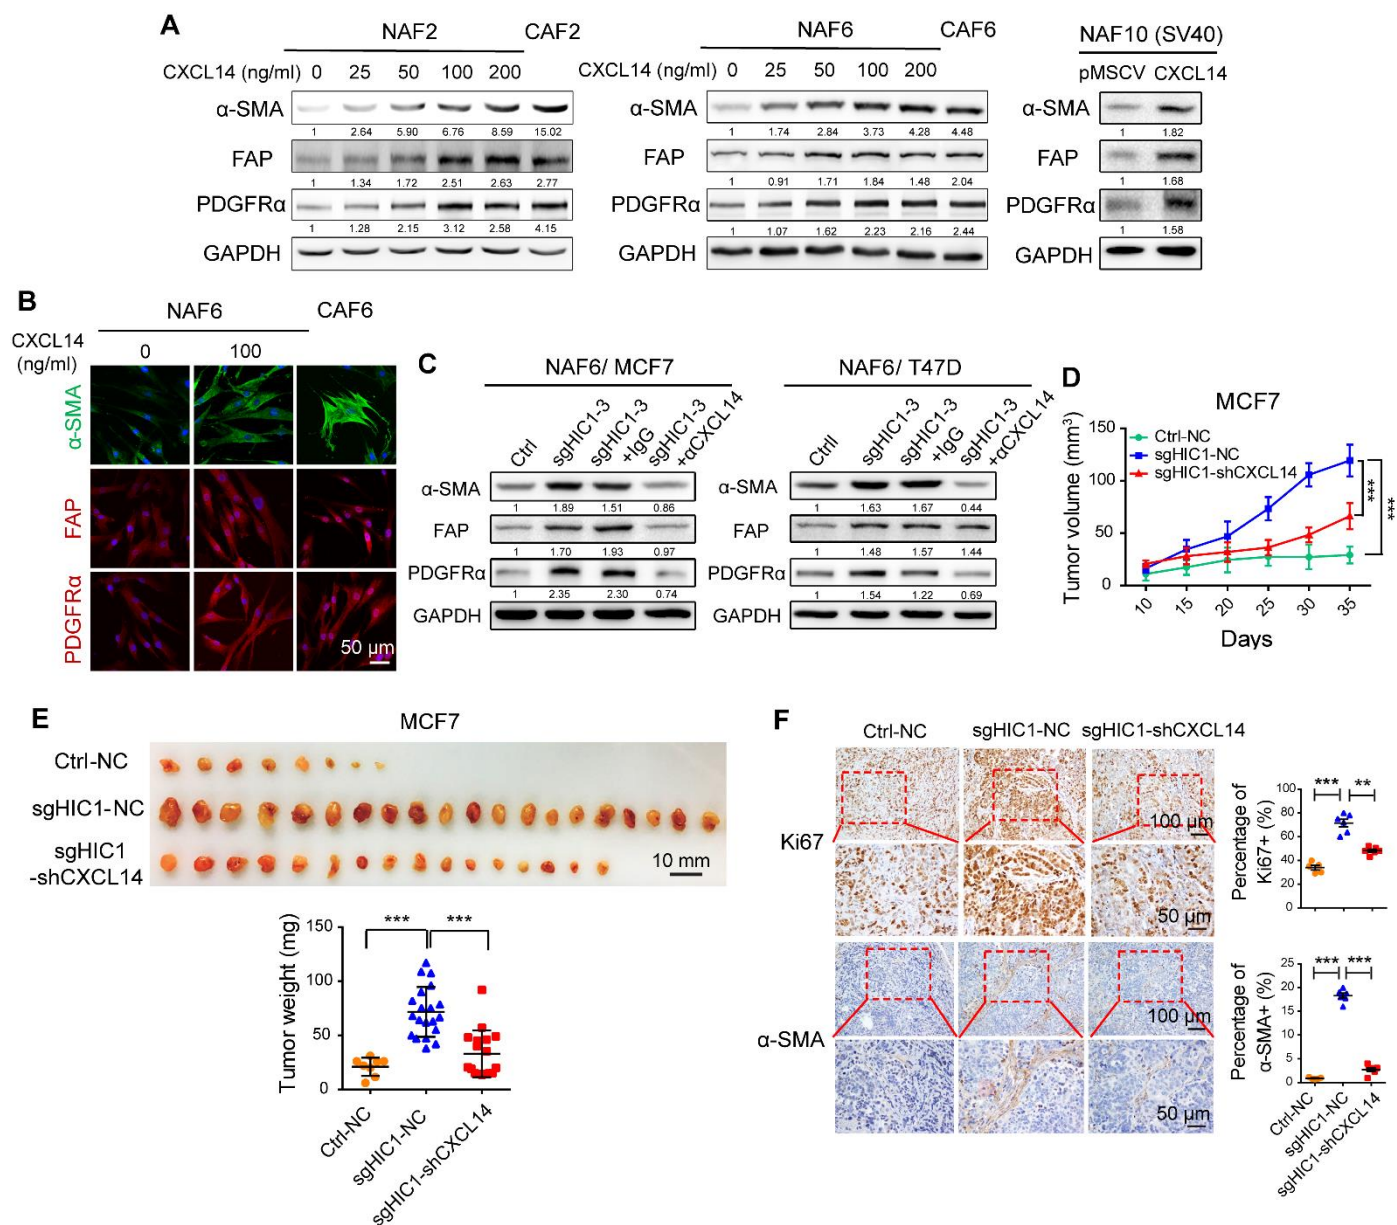 A
NAF2 CAF2
CXCL14 (ng/ml) 0 25 50 100 200
α-SMA
1 2.64 5.90 6.76 8.59 15.02
FAP
1 1.34 1.72 2.51 2.63 2.77
PDGFRα
1 1.28 2.15 3.12 2.58 4.15
GAPDH
NAF6 CAF6
CXCL14 (ng/ml) 0 25 50 100 200
α-SMA
1 1.74 2.84 3.73 4.28 4.48
FAP
1 0.91 1.71 1.84 1.48 2.04
PDGFRα
1 1.07 1.62 2.23 2.16 2.44
GAPDH
NAF10 (SV40)
pMSCV CXCL14
α-SMA
1 1.82
FAP
1 1.68
PDGFRα
1 1.58
GAPDH
B
NAF6 CAF6
CXCL14
(ng/ml)
0 100
α-SMA
FAP
PDGFRα
50 µm
C
NAF6/ MCF7
Ctrl
sgHIC1-3
sgHIC1-3
+IgG
sgHIC1-3
+αCXCL14
α-SMA
1 1.89 1.51 0.86
FAP
1 1.70 1.93 0.97
PDGFRα
1 2.35 2.30 0.74
GAPDH
NAF6/ T47D
Ctrl
sgHIC1-3
sgHIC1-3
+IgG
sgHIC1-3
+αCXCL14
α-SMA
1 1.63 1.67 0.44
FAP
1 1.48 1.57 1.44
PDGFRα
1 1.54 1.22 0.69
GAPDH
D
MCF7
Tumor volume (mm³)
150
100
50
0
Ctrl-NC
sgHIC1-NC
sgHIC1-shCXCL14
***
***
10 15 20 25 30 35
Days
E
MCF7
Ctrl-NC
sgHIC1-NC
sgHIC1
-shCXCL14
10 mm
Tumor weight (mg)
150
100
50
0
*** ***
Ctrl-NC
sgHIC1-NC
sgHIC1-shCXCL14
F
Ctrl-NC sgHIC1-NC sgHIC1-shCXCL14
Ki67
100 µm
50 µm
α-SMA
100 µm
50 µm
Percentage of
Ki67+ (%)
100
80
60
40
20
0
*** **
Percentage of
α-SMA+ (%)
25
20
15
10
5
0
*** ***
Ctrl-NC
sgHIC1-NC
sgHIC1-shCXCL14